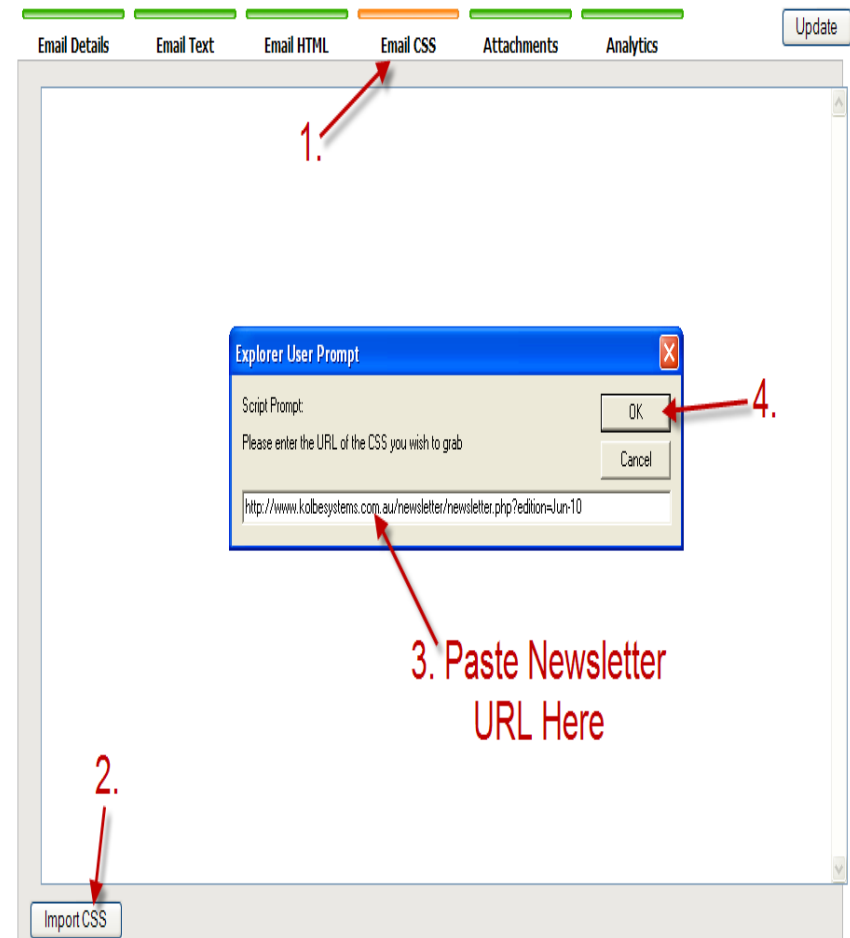 Update
Email Details Email Text Email HTML Email CSS Attachments Analytics
1.
Explorer User Prompt
Script Prompt:
OK
4.
Please enter the URL of the CSS you wish to grab
Cancel
http://www.kolbesystems.com.au/newsletter/newsletter.php?edition=Jun-10
3. Paste Newsletter
URL Here
2.
Import CSS